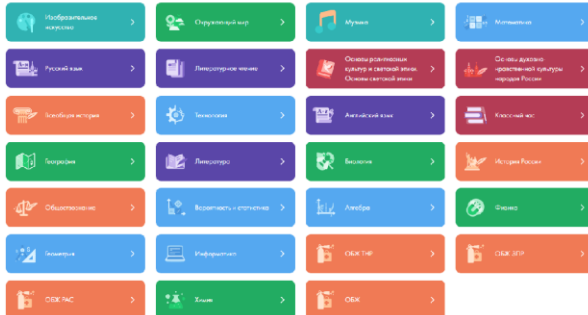 Изобразительное
искусство
Окружающий мир
Музыка
Математика
Русский язык
Литературное чтение
Основы религиозных
культур и светской этики.
Основы светской этики
Основы духовно-
нравственной культуры
народов России
Всеобщая история
Технология
Английский язык
Классный час
География
Литература
Биология
История России
Обществознание
Вероятность и статистика
Алгебра
Физика
Геометрия
Информатика
ОБЖ ТНР
ОБЖ ЗПР
ОБЖ РАС
Химия
ОБЖ